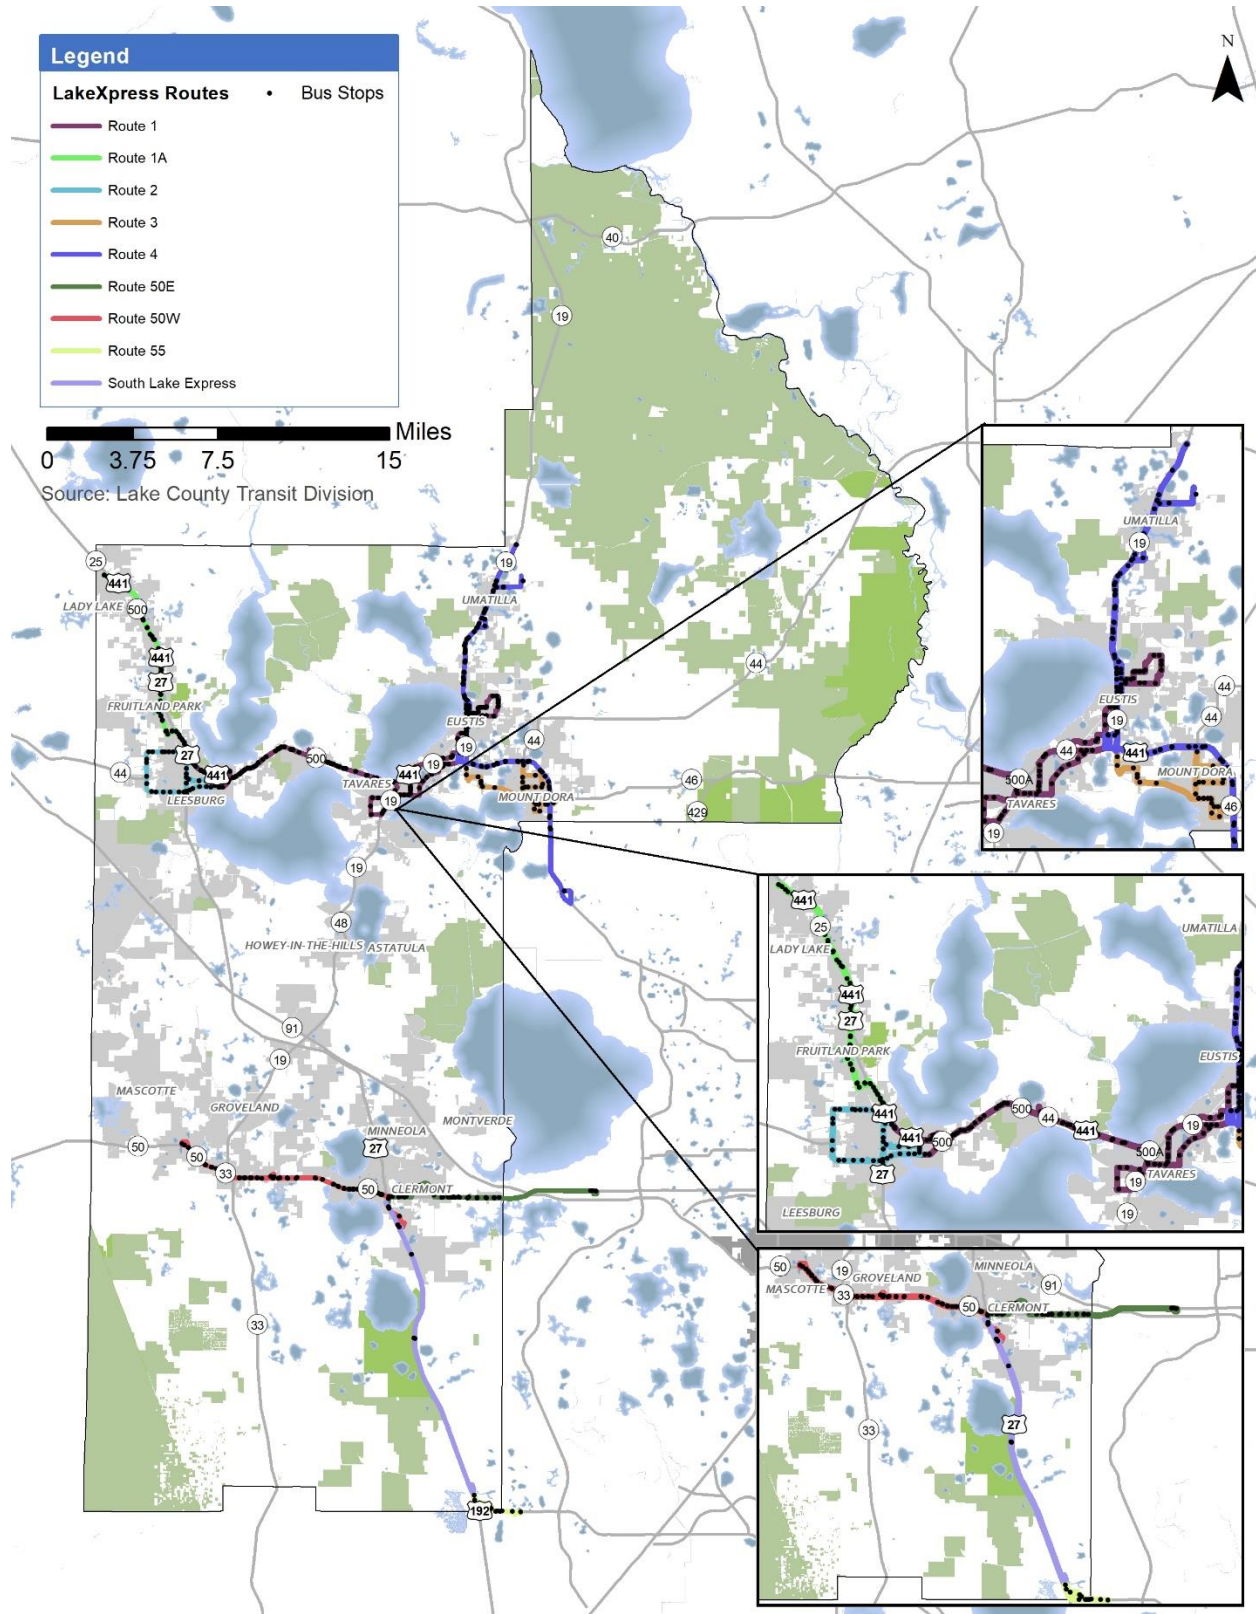 Legend
LakeXpress Routes • Bus Stops
Route 1
Route 1A
Route 2
Route 3
Route 4
Route 50E
Route 50W
Route 55
South Lake Express
Miles
0 3.75 7.5 15
Source: Lake County Transit Division
N
40
19
25
441
LADY LAKE
500
441
27
FRUITLAND PARK
27
44
441
LEESBURG
500
TAVARES
441
19
19
19
EUSTIS
44
MOUNT DORA
19
UMATILLA
44
46
429
19
48
HOWEY-IN-THE-HILLS
ASTATULA
91
19
MASCOTTE
GROVELAND
MONTVERDE
MINNEOLA
27
50
50
33
50
CLERMONT
33
192
UMATILLA
19
EUSTIS
44
19
44
44
441
500A
MOUNT DORA
TAVARES
46
19
441
25
LADY LAKE
UMATILLA
441
27
FRUITLAND PARK
EUSTIS
441
500
44
441
19
441
500
500A
27
TAVARES
19
LEESBURG
19
50
19
GROVELAND
MINNEOLA
91
MASCOTTE
33
50
CLERMONT
27
33